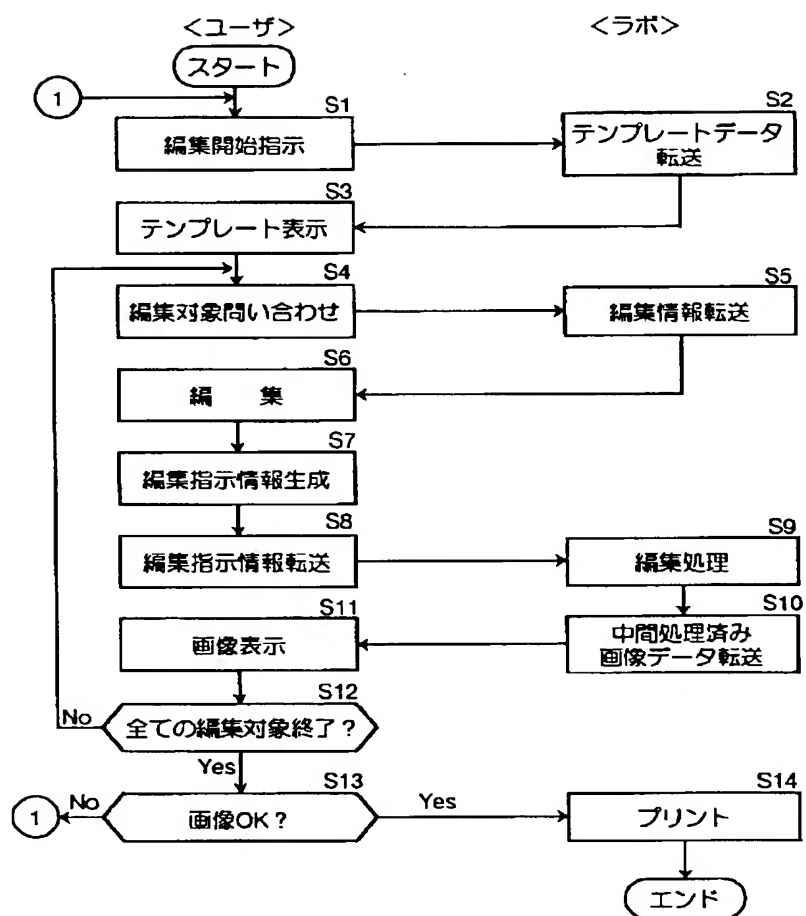 <ユーザ>
<ラボ>
スタート
1
S1
編集開始指示
S2
テンプレートデータ
転送
S3
テンプレート表示
S4
編集対象問い合わせ
S5
編集情報転送
S6
編 集
S7
編集指示情報生成
S8
編集指示情報転送
S9
編集処理
S10
中間処理済み
画像データ転送
S11
画像表示
S12
No
全ての編集対象終了?
Yes
S13
1
No
画像OK?
Yes
S14
プリント
エンド